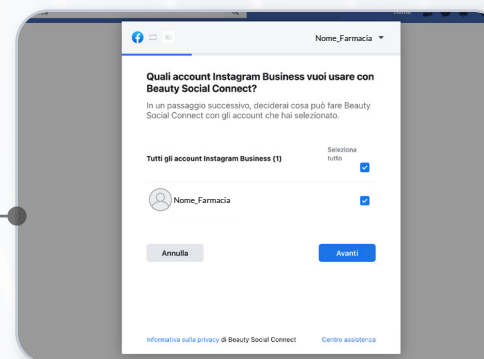 Nome_Farmacia
Quali account Instagram Business vuoi usare con
Beauty Social Connect?
In un passaggio successivo, deciderai cosa può fare Beauty
Social Connect con gli account che hai selezionato.
Seleziona
tutto
Tutti gli account Instagram Business (1)
Nome_Farmacia
Annulla
Avanti
Informativa sulla privacy di Beauty Social Connect
Centro assistenza